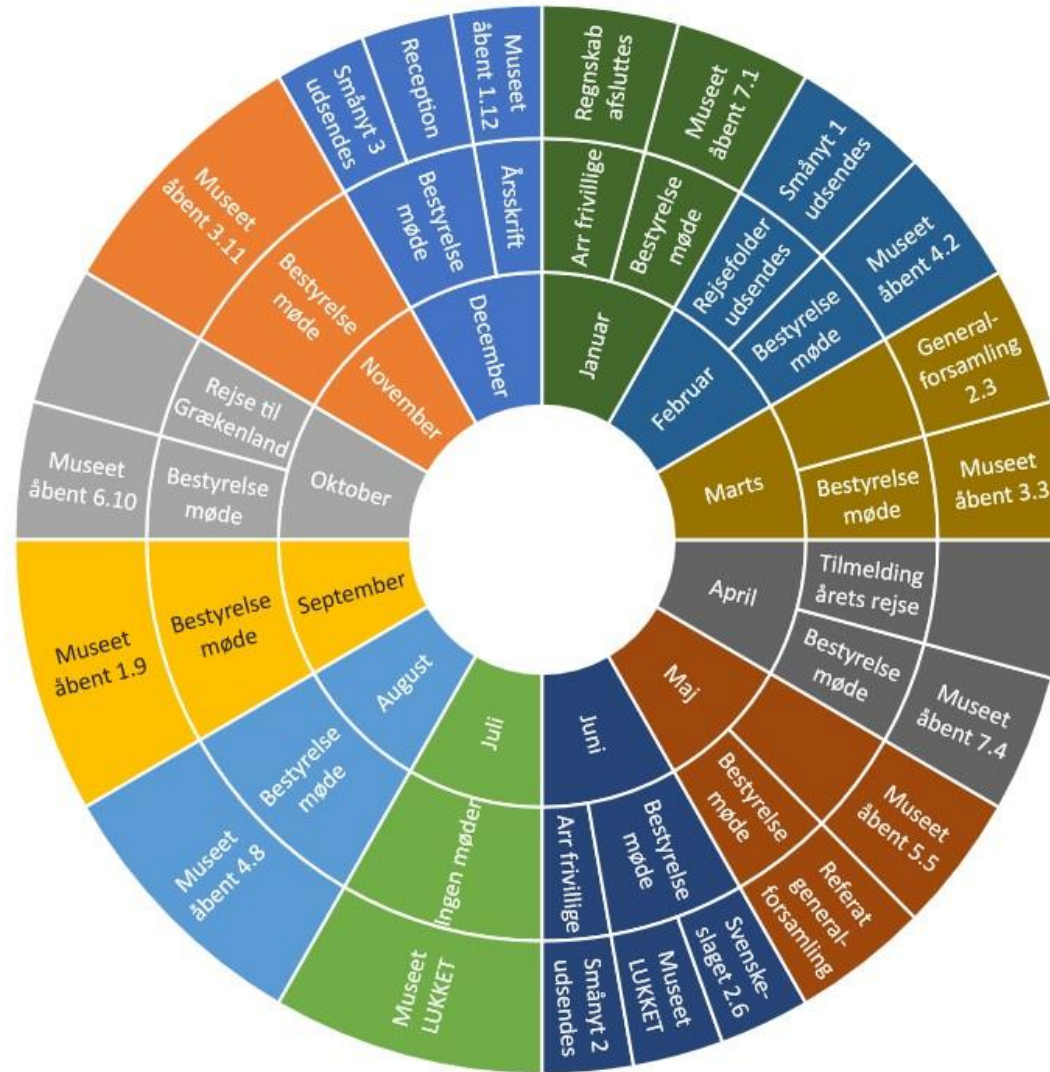 Regnskab
afsluttes
Museet
åbent 7.1
Arr frivillige
Bestyrelse
møde
Januar
Smånyt 1
udsendes
Museet
åbent 4.2
Rejsefolder
udsendes
Bestyrelse
møde
Februar
General-
forsamling
2.3
Museet
åbent 3.3
Bestyrelse
møde
Marts
Tilmelding
årets rejse
Bestyrelse
møde
Museet
åbent 7.4
April
Museet
åbent 5.5
Referat
general-
forsamling
Bestyrelse
møde
Maj
Svenske-
slaget 2.6
Museet
LUKKET
Smånyt 2
udsendes
Bestyrelse
møde
Arr frivillige
Juni
Museet
LUKKET
Ingen møder
Juli
Museet
åbent 4.8
Bestyrelse
møde
August
Museet
åbent 1.9
Bestyrelse
møde
September
Museet
åbent 6.10
Bestyrelse
møde
Rejse til
Grækenland
Oktober
Museet
åbent 3.11
Bestyrelse
møde
November
Smånyt 3
udsendes
Reception
Museet
åbent 1.12
Bestyrelse
møde
Årsskrift
December